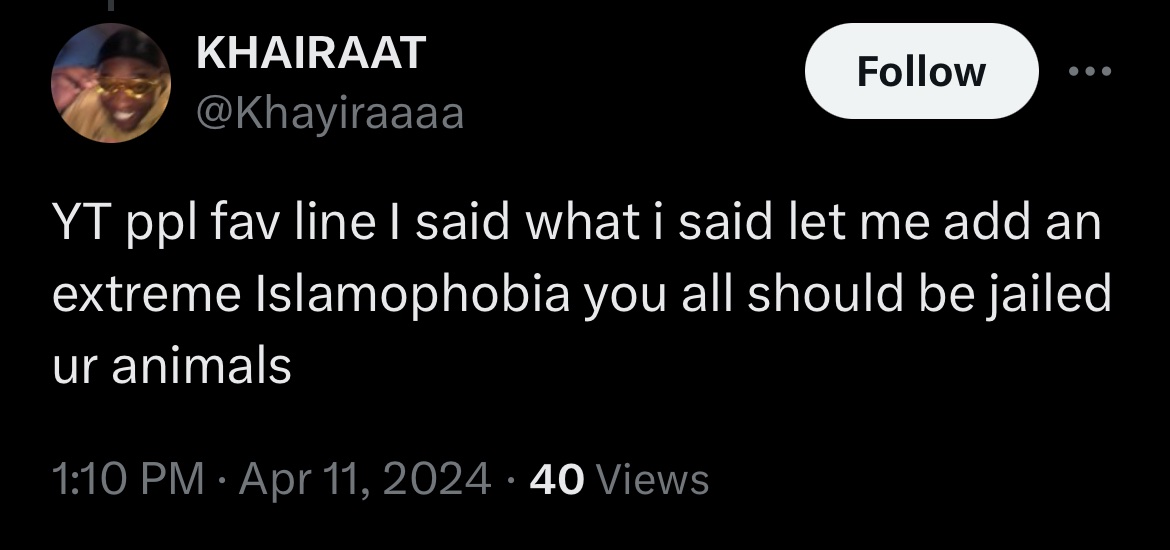 KHAIRAAT
@Khayiraaaa
Follow
YT ppl fav line I said what i said let me add an
extreme Islamophobia you all should be jailed
ur animals
1:10 PM · Apr 11, 2024 · 40 Views